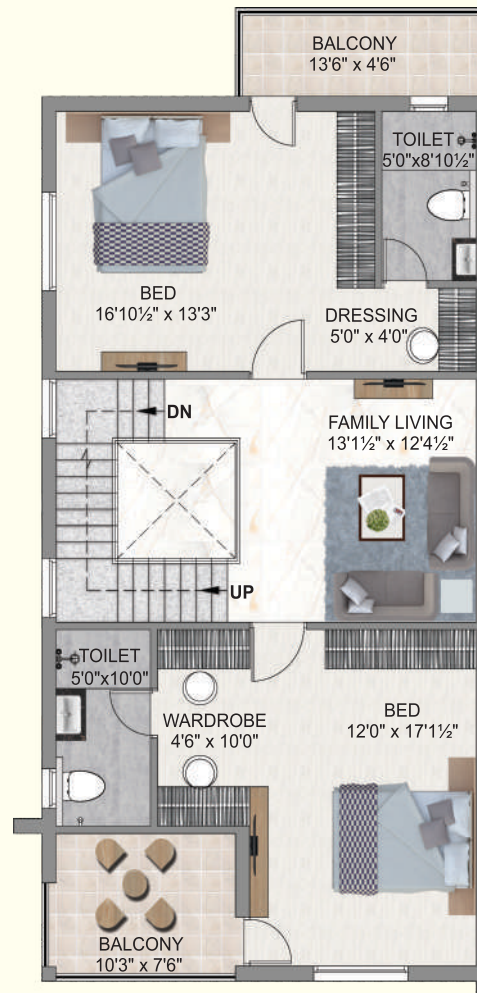 BALCONY
13'6" x 4'6"
TOILET
5'0"x8'10½"
BED
16'10½" x 13'3"
DRESSING
5'0" x 4'0"
DN
FAMILY LIVING
13'1½" x 12'4½"
UP
TOILET
5'0"x10'0"
WARDROBE
4'6" x 10'0"
BED
12'0" x 17'1½"
BALCONY
10'3" x 7'6"